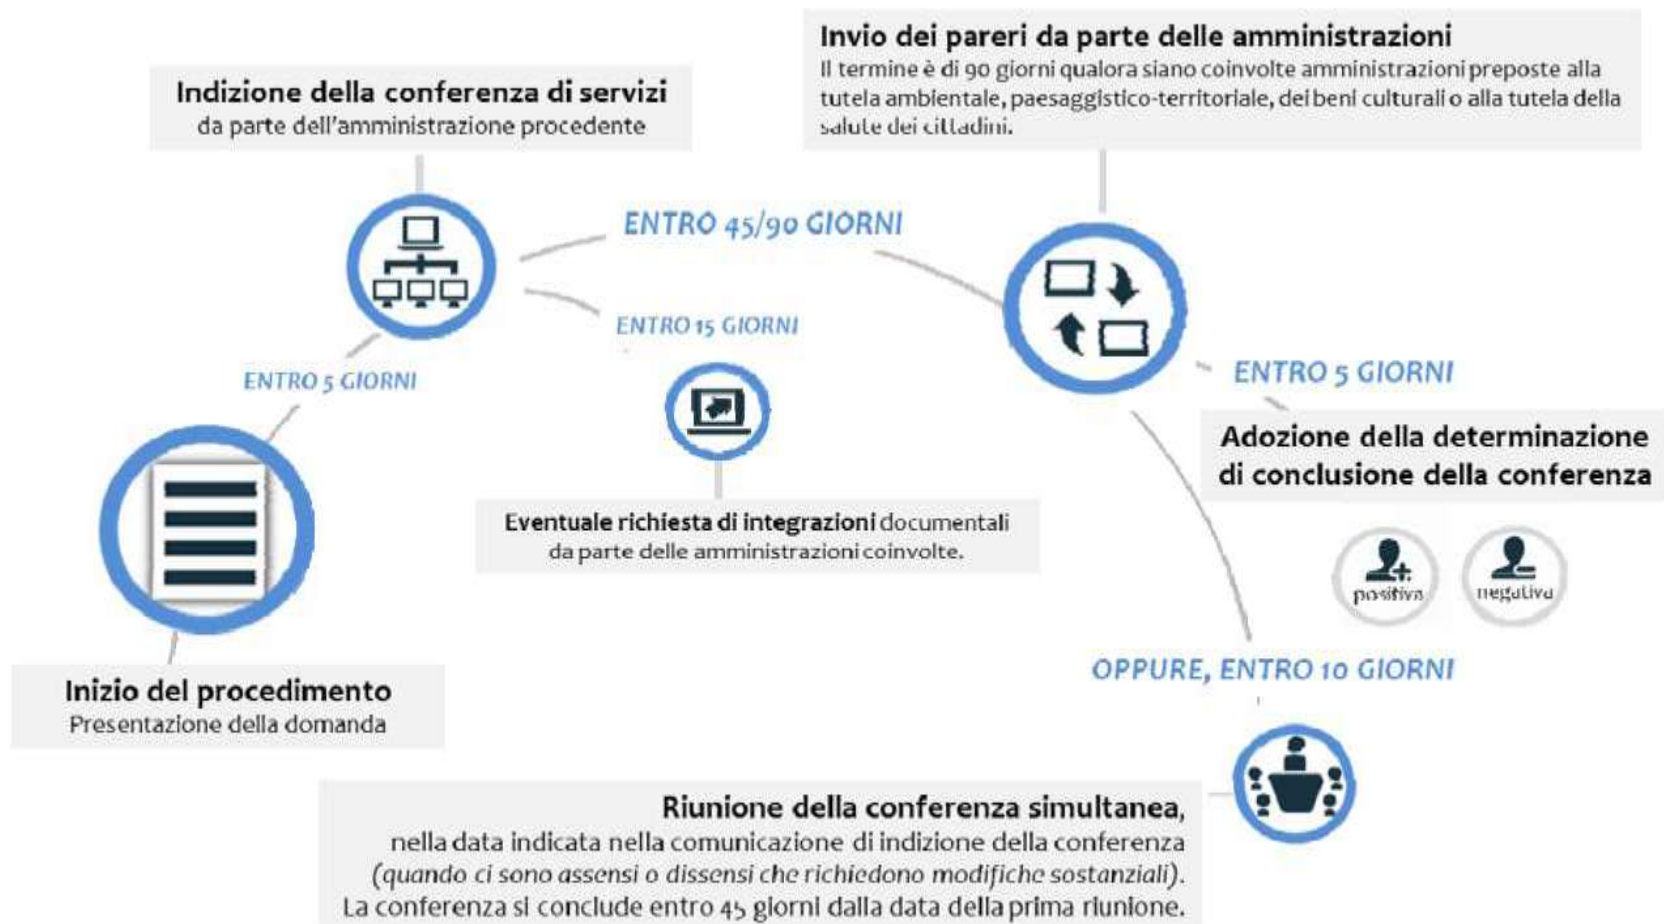 Invio dei pareri da parte delle amministrazioni
Il termine è di 90 giorni qualora siano coinvolte amministrazioni preposte alla
tutela ambientale, paesaggistico-territoriale, dei beni culturali o alla tutela della
salute dei cittadini.
Indizione della conferenza di servizi
da parte dell'amministrazione procedente
ENTRO 45/90 GIORNI
ENTRO 15 GIORNI
ENTRO 5 GIORNI
ENTRO 5 GIORNI
Adozione della determinazione
di conclusione della conferenza
Eventuale richiesta di integrazioni documentali
da parte delle amministrazioni coinvolte.
positiva
negativa
OPPURE, ENTRO 10 GIORNI
Inizio del procedimento
Presentazione della domanda
Riunione della conferenza simultanea,
nella data indicata nella comunicazione di indizione della conferenza
(quando ci sono assensi o dissensi che richiedono modifiche sostanziali).
La conferenza si conclude entro 45 giorni dalla data della prima riunione.